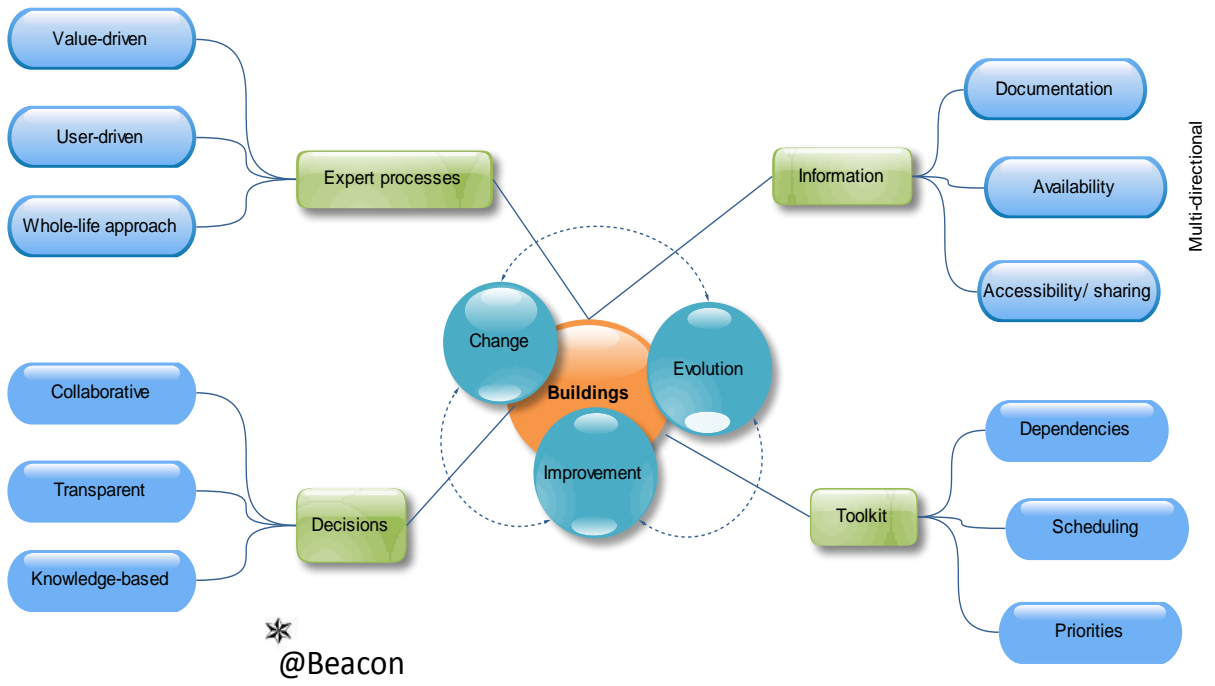 Value-driven
User-driven
Whole-life approach
Expert processes
Information
Documentation
Availability
Accessibility/ sharing
Multi-directional
Change
Evolution
Buildings
Improvement
Collaborative
Transparent
Knowledge-based
Decisions
Toolkit
Dependencies
Scheduling
Priorities
@Beacon